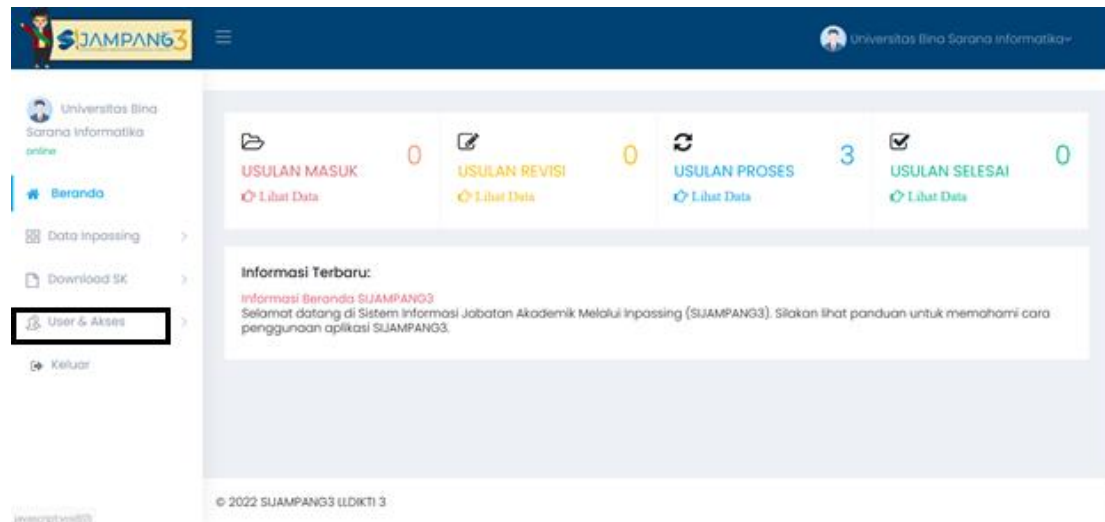 SIJAMPANG3
Universitas Bina Sarana Informatika
Universitas Bina
Sarana Informatika
online
Beranda
Data Inpassing
Download SK
User & Akses
Keluar
USULAN MASUK
0
Lihat Data
USULAN REVISI
0
Lihat Data
USULAN PROSES
3
Lihat Data
USULAN SELESAI
0
Lihat Data
Informasi Terbaru:
Informasi Beranda SIJAMPANG3
Selamat datang di Sistem Informasi Jabatan Akademik Melalui Inpassing (SIJAMPANG3). Silakan lihat panduan untuk memahami cara
penggunaan aplikasi SIJAMPANG3.
© 2022 SIJAMPANG3 LLDIKTI 3